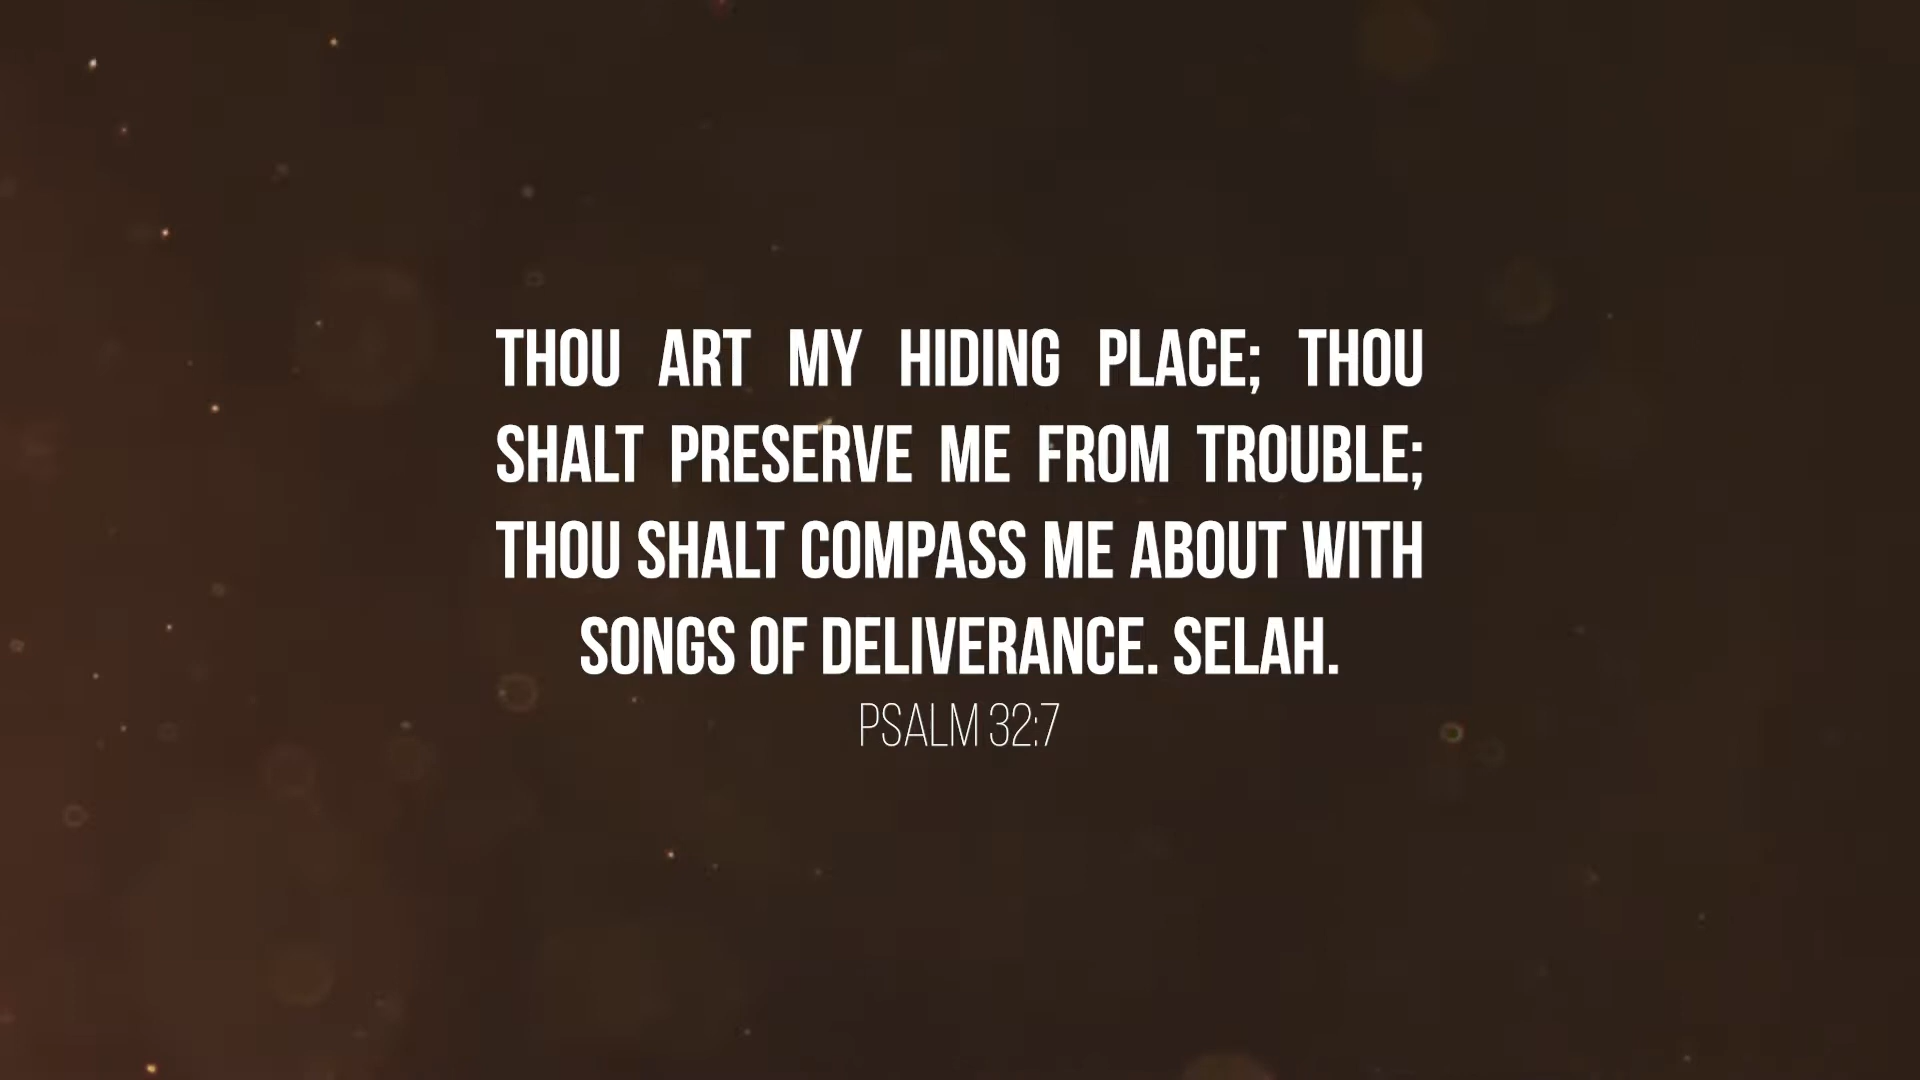 THOU ART MY HIDING PLACE; THOU
SHALT PRESERVE ME FROM TROUBLE;
THOU SHALT COMPASS ME ABOUT WITH
SONGS OF DELIVERANCE. SELAH.
PSALM 32:7